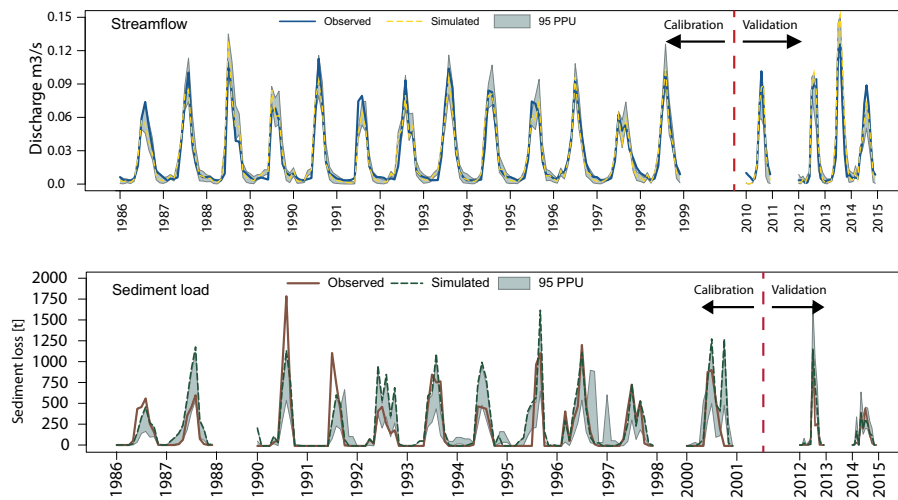 Streamflow
Observed Simulated 95 PPU
Calibration Validation
Discharge m3/s
0.15
0.12
0.09
0.06
0.03
0.0
1986 1987 1988 1989 1990 1991 1992 1993 1994 1995 1996 1997 1998 1999 2010 2011 2012 2013 2014 2015
Sediment load
Observed Simulated 95 PPU
Calibration Validation
Sediment loss [t]
2000
1750
1500
1250
1000
750
500
250
0
1986 1987 1990 1991 1992 1993 1994 1995 1996 1997 1998 2000 2001 2012 2013 2014 2015